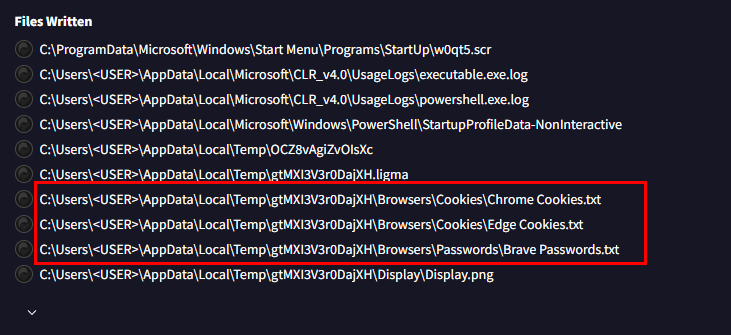 Files Written
C:\ProgramData\Microsoft\Windows\Start Menu\Programs\StartUp\w0qt5.scr
C:\Users\<USER>\AppData\Local\Microsoft\CLR_v4.0\UsageLogs\executable.exe.log
C:\Users\<USER>\AppData\Local\Microsoft\CLR_v4.0\UsageLogs\powershell.exe.log
C:\Users\<USER>\AppData\Local\Microsoft\Windows\PowerShell\StartupProfileData-NonInteractive
C:\Users\<USER>\AppData\Local\Temp\OCZ8vAgiZvOIsXc
C:\Users\<USER>\AppData\Local\Temp\gtMXI3V3r0DajXH.ligma
C:\Users\<USER>\AppData\Local\Temp\gtMXI3V3r0DajXH\Browsers\Cookies\Chrome Cookies.txt
C:\Users\<USER>\AppData\Local\Temp\gtMXI3V3r0DajXH\Browsers\Cookies\Edge Cookies.txt
C:\Users\<USER>\AppData\Local\Temp\gtMXI3V3r0DajXH\Browsers\Passwords\Brave Passwords.txt
C:\Users\<USER>\AppData\Local\Temp\gtMXI3V3r0DajXH\Display\Display.png